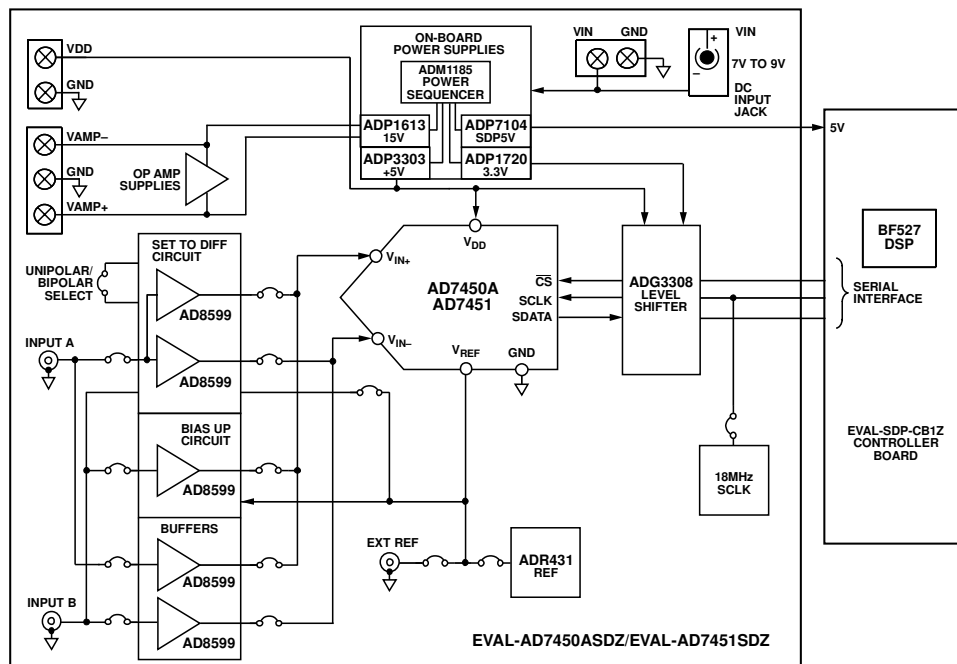 VDD
GND
VAMP–
GND
VAMP+
OP AMP
SUPPLIES
ON-BOARD
POWER SUPPLIES
ADM1185
POWER
SEQUENCER
ADP1613
15V
ADP7104
SDP5V
ADP3303
+5V
ADP1720
3.3V
VIN
GND
+
–
VIN
7V TO 9V
DC
INPUT
JACK
5V
BF527
DSP
SERIAL
INTERFACE
EVAL-SDP-CB1Z
CONTROLLER
BOARD
SET TO DIFF
CIRCUIT
UNIPOLAR/
BIPOLAR
SELECT
AD8599
INPUT A
AD8599
BIAS UP
CIRCUIT
AD8599
BUFFERS
AD8599
INPUT B
AD8599
VDD
VIN+
AD7450A
AD7451
CS
SCLK
SDATA
VIN–
VREF
GND
ADG3308
LEVEL
SHIFTER
18MHz
SCLK
EXT REF
ADR431
REF
EVAL-AD7450ASDZ/EVAL-AD7451SDZ